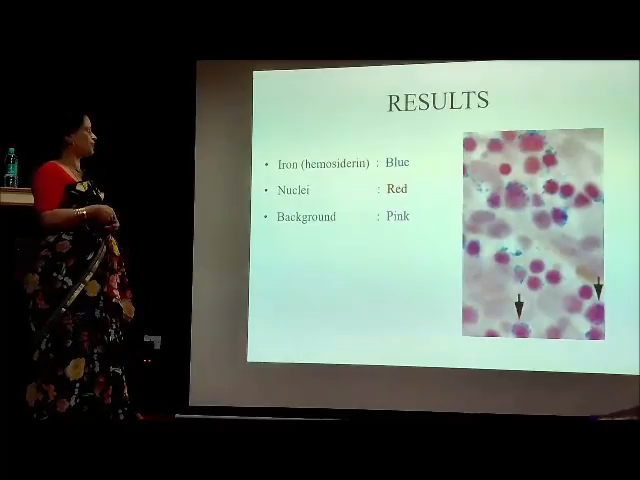 RESULTS
• Iron (hemosiderin) : Blue
• Nuclei : Red
• Background : Pink